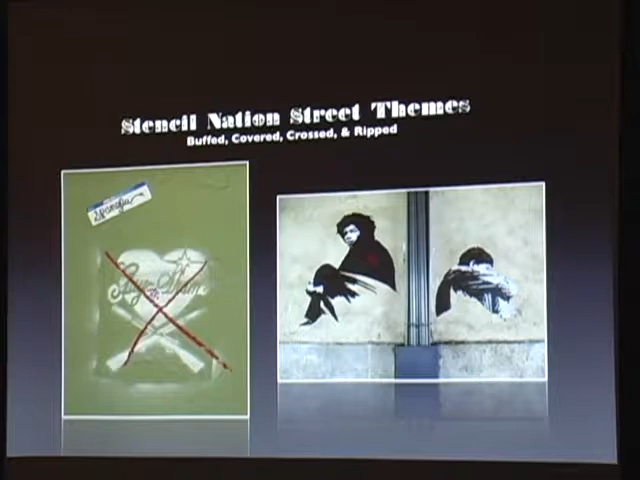 Stencil Nation Street Themes
Buffed, Covered, Crossed, & Ripped